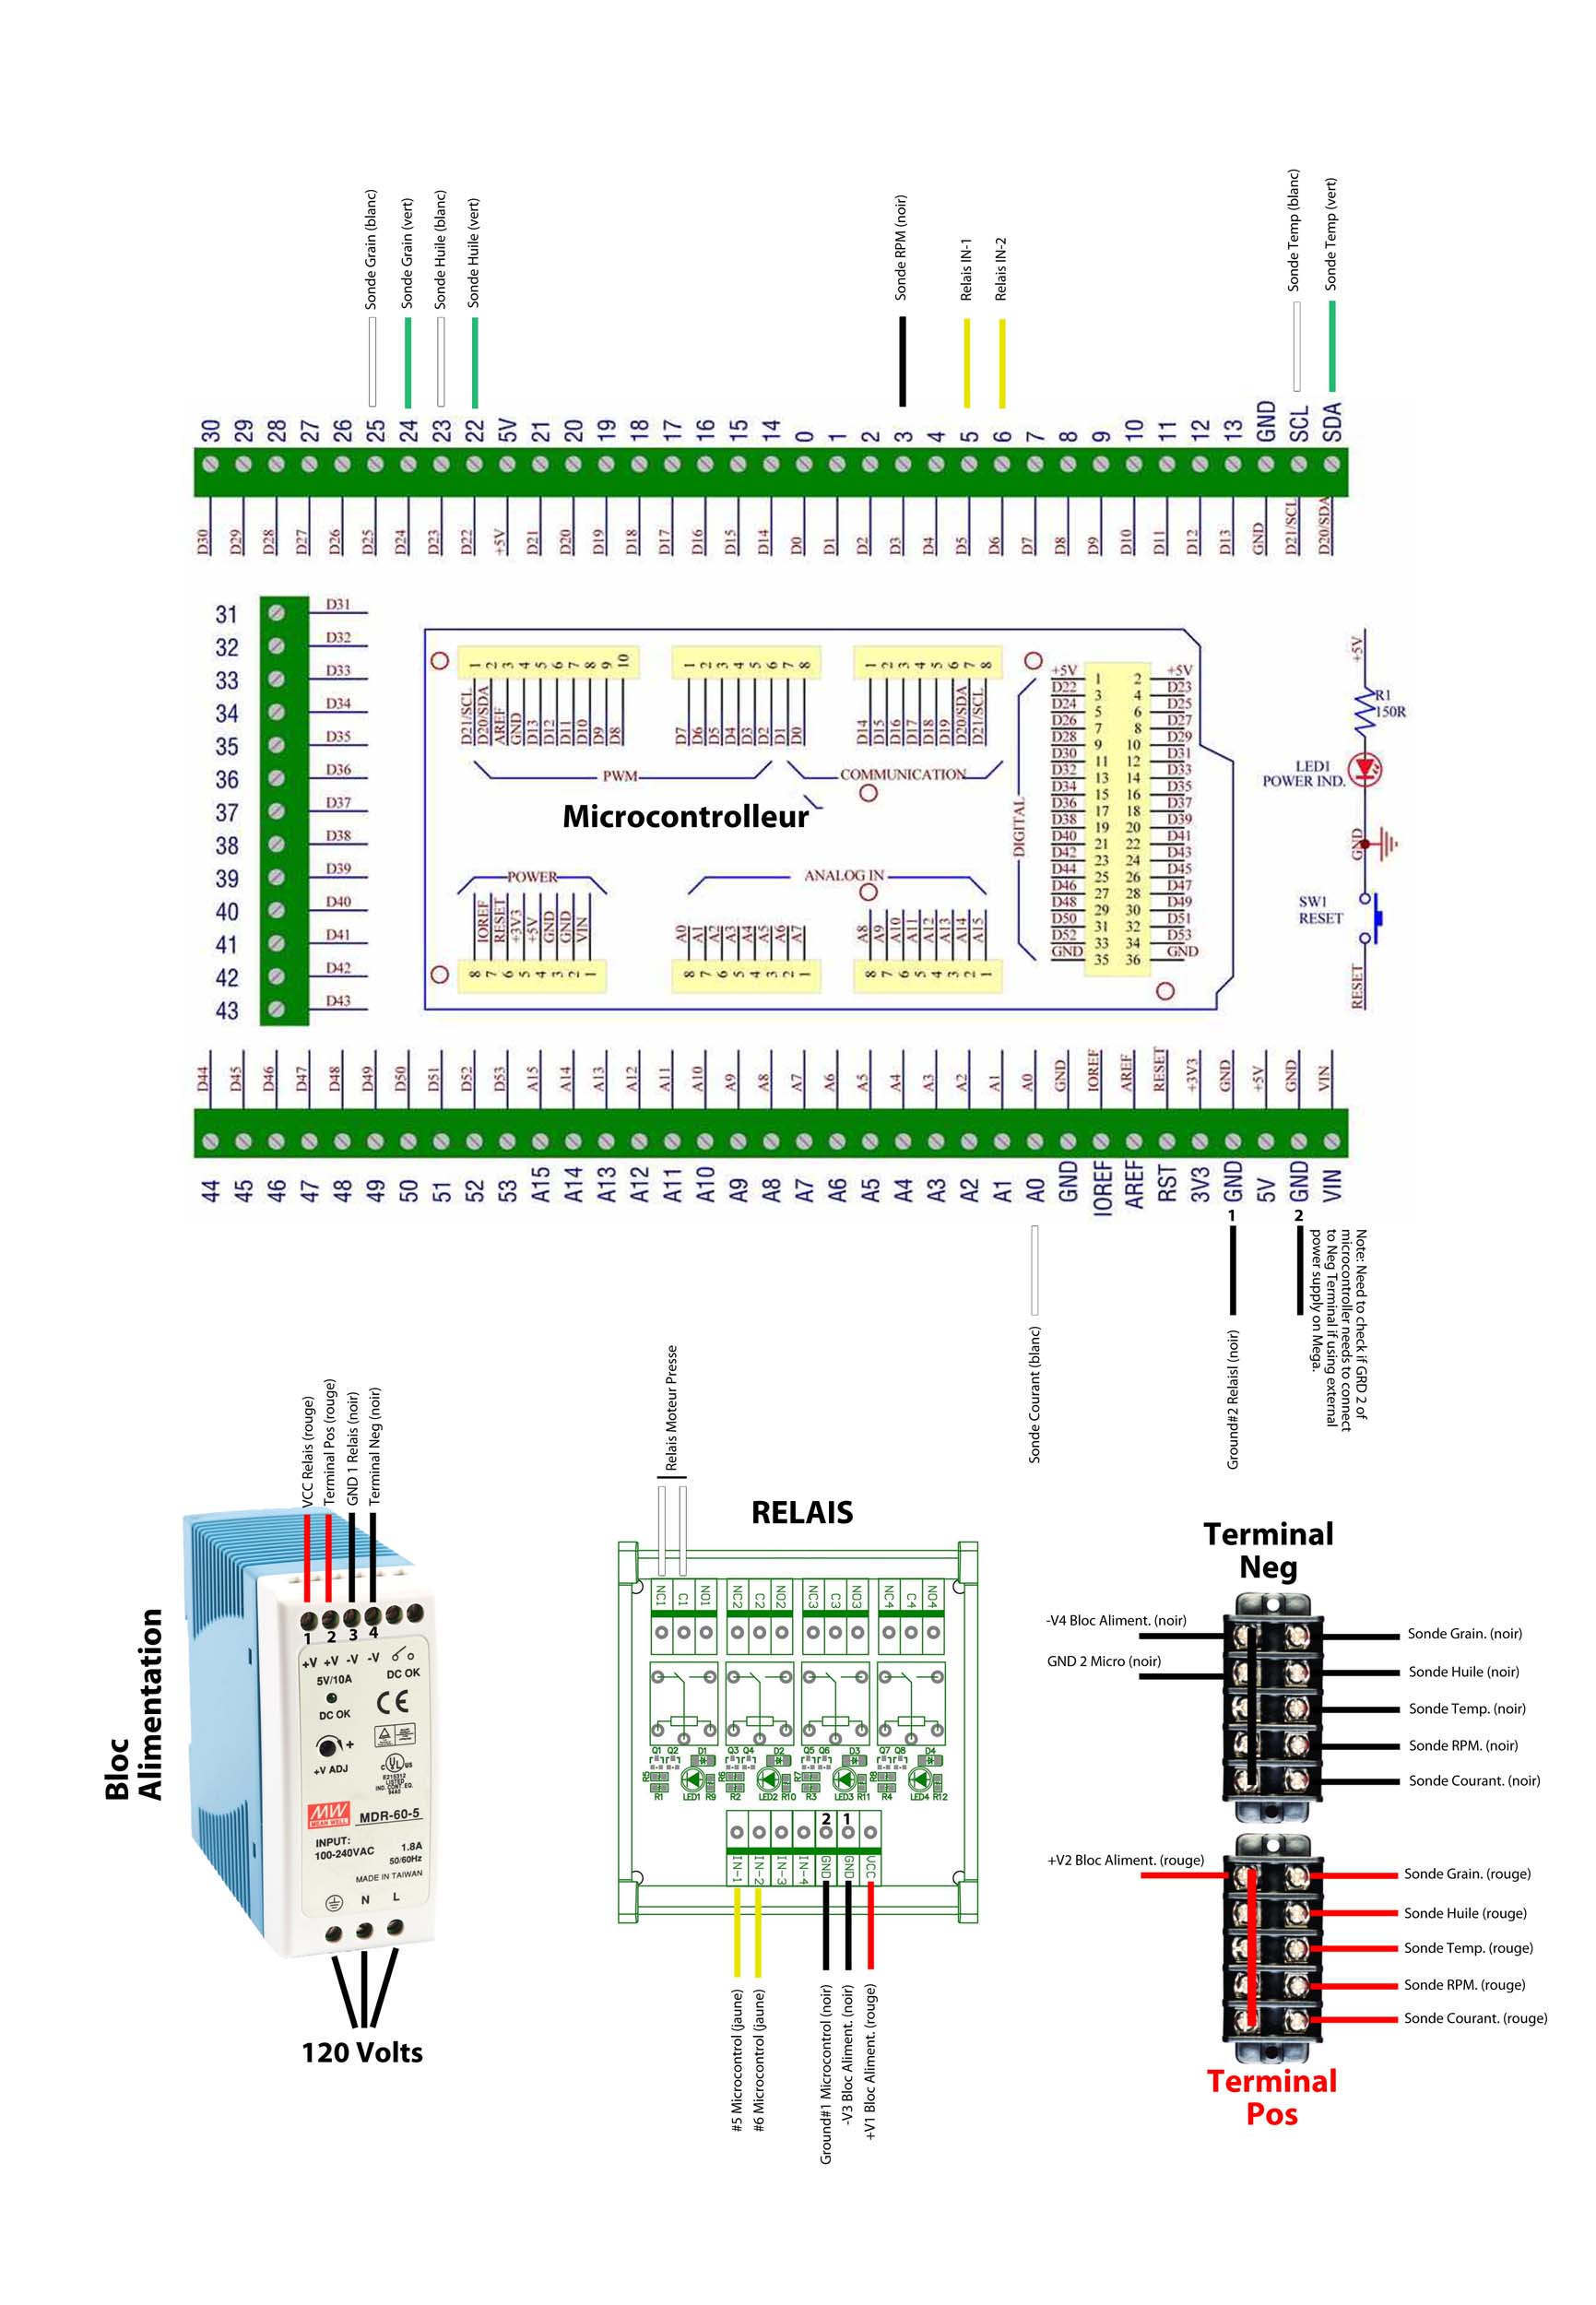 Sonde Grain (blanc)
Sonde Grain (vert)
Sonde Huile (blanc)
Sonde Huile (vert)
Sonde RPM (noir)
Relais IN-1
Relais IN-2
Sonde Temp (blanc)
Sonde Temp (vert)
30 29 28 27 26 25 24 23 22 5V 21 20 19 18 17 16 15 14 0 1 2 3 4 5 6 7 8 9 10 11 12 13 GND SCL SDA
D30 D29 D28 D27 D26 D25 D24 D23 D22 +5V D21 D20 D19 D18 D17 D16 D15 D14 D0 D1 D2 D3 D4 D5 D6 D7 D8 D9 D10 D11 D12 D13 GND D21/SCL D20/SDA
31 D31
32 D32
33 D33
34 D34
35 D35
36 D36
37 D37
38 D38
39 D39
40 D40
41 D41
42 D42
43 D43
1 2 3 4 5 6 7 8 9 10
D21/SCL D20/SDA AREF GND D13 D12 D11 D10 D9 D8
PWM
1 2 3 4 5 6 7 8
D7 D6 D5 D4 D3 D2 D1 D0
1 2 3 4 5 6 7 8
D14 D15 D16 D17 D18 D19 D20/SDA D21/SCL
COMMUNICATION
Microcontrolleur
POWER
IOREF RESET +3V3 +5V GND GND VIN
8 7 6 5 4 3 2 1
ANALOG IN
A0 A1 A2 A3 A4 A5 A6 A7
8 7 6 5 4 3 2 1
A8 A9 A10 A11 A12 A13 A14 A15
8 7 6 5 4 3 2 1
DIGITAL
+5V 1 2 +5V
D22 3 4 D23
D24 5 6 D25
D26 7 8 D27
D28 9 10 D29
D30 11 12 D31
D32 13 14 D33
D34 15 16 D35
D36 17 18 D37
D38 19 20 D39
D40 21 22 D41
D42 23 24 D43
D44 25 26 D45
D46 27 28 D47
D48 29 30 D49
D50 31 32 D51
D52 33 34 D53
GND 35 36 GND
+5V
R1
150R
LED1
POWER IND.
GND
SW1
RESET
RESET
D44 D45 D46 D47 D48 D49 D50 D51 D52 D53 A15 A14 A13 A12 A11 A10 A9 A8 A7 A6 A5 A4 A3 A2 A1 A0 GND IOREF AREF RESET +3V3 GND +5V GND VIN
44 45 46 47 48 49 50 51 52 53 A15 A14 A13 A12 A11 A10 A9 A8 A7 A6 A5 A4 A3 A2 A1 A0 GND IOREF AREF RST 3V3 GND 5V GND VIN
1 2
Sonde Courant (blanc)
Ground#2 Relaisl (noir)
Note: Need to check if GRD 2 of
microcontroller needs to connect
to Neg Terminal if using external
power supply on Mega.
Bloc
Alimentation
VCC Relais (rouge)
Terminal Pos (rouge)
GND 1 Relais (noir)
Terminal Neg (noir)
1 2 3 4
+V +V -V -V
DC OK
5V/10A
DC OK
CE
+V ADJ
UL
MW
MEAN WELL
MDR-60-5
INPUT:
100-240VAC 1.8A
50/60Hz
MADE IN TAIWAN
N L
120 Volts
Relais Moteur Presse
RELAIS
NC1 C1 NO1 NC2 C2 NO2 NC3 C3 NO3 NC4 C4 NO4
Q1 Q2 D1 Q3 Q4 D2 Q5 Q6 D3 Q7 Q8 D4
R5 R6 R7 R8
R1 LED1 R9 R2 LED2 R10 R3 LED3 R11 R4 LED4 R12
2 1
IN-1 IN-2 IN-3 IN-4 GND GND VCC
#5 Microcontrol (jaune)
#6 Microcontrol (jaune)
Ground#1 Microcontrol (noir)
-V3 Bloc Aliment. (noir)
+V1 Bloc Aliment. (rouge)
Terminal
Neg
-V4 Bloc Aliment. (noir)
GND 2 Micro (noir)
Sonde Grain. (noir)
Sonde Huile (noir)
Sonde Temp. (noir)
Sonde RPM. (noir)
Sonde Courant. (noir)
+V2 Bloc Aliment. (rouge)
Sonde Grain. (rouge)
Sonde Huile (rouge)
Sonde Temp. (rouge)
Sonde RPM. (rouge)
Sonde Courant. (rouge)
Terminal
Pos